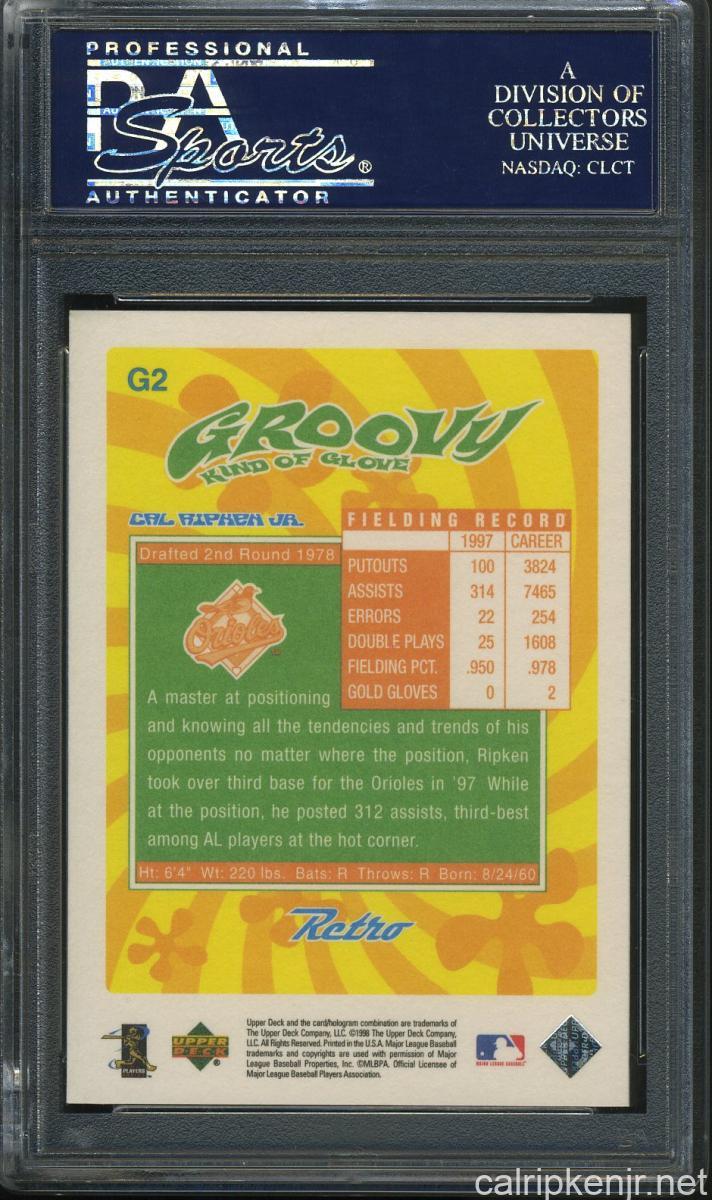 PROFESSIONAL
PSA
Sports®
AUTHENTICATOR
A
DIVISION OF
COLLECTORS
UNIVERSE
NASDAQ: CLCT
G2
GROOVY
KIND OF GLOVE
CAL RIPKEN JR.
Drafted 2nd Round 1978
Orioles
FIELDING RECORD
1997 CAREER
PUTOUTS 100 3824
ASSISTS 314 7465
ERRORS 22 254
DOUBLE PLAYS 25 1608
FIELDING PCT. .950 .978
GOLD GLOVES 0 2
A master at positioning
and knowing all the tendencies and trends of his
opponents no matter where the position, Ripken
took over third base for the Orioles in '97 While
at the position, he posted 312 assists, third-best
among AL players at the hot corner.
Ht: 6'4" Wt: 220 lbs. Bats: R Throws: R Born: 8/24/60
Retro
PLAYERS
UPPER
DECK
Upper Deck and the card/hologram combination are trademarks of
The Upper Deck Company, LLC. ©1998 The Upper Deck Company,
LLC. All Rights Reserved. Printed in the U.S.A. Major League Baseball
trademarks and copyrights are used with permission of Major
League Baseball Properties, Inc. ©MLBPA. Official Licensee of
Major League Baseball Players Association.
MAJOR LEAGUE BASEBALL
calripkenjr.net